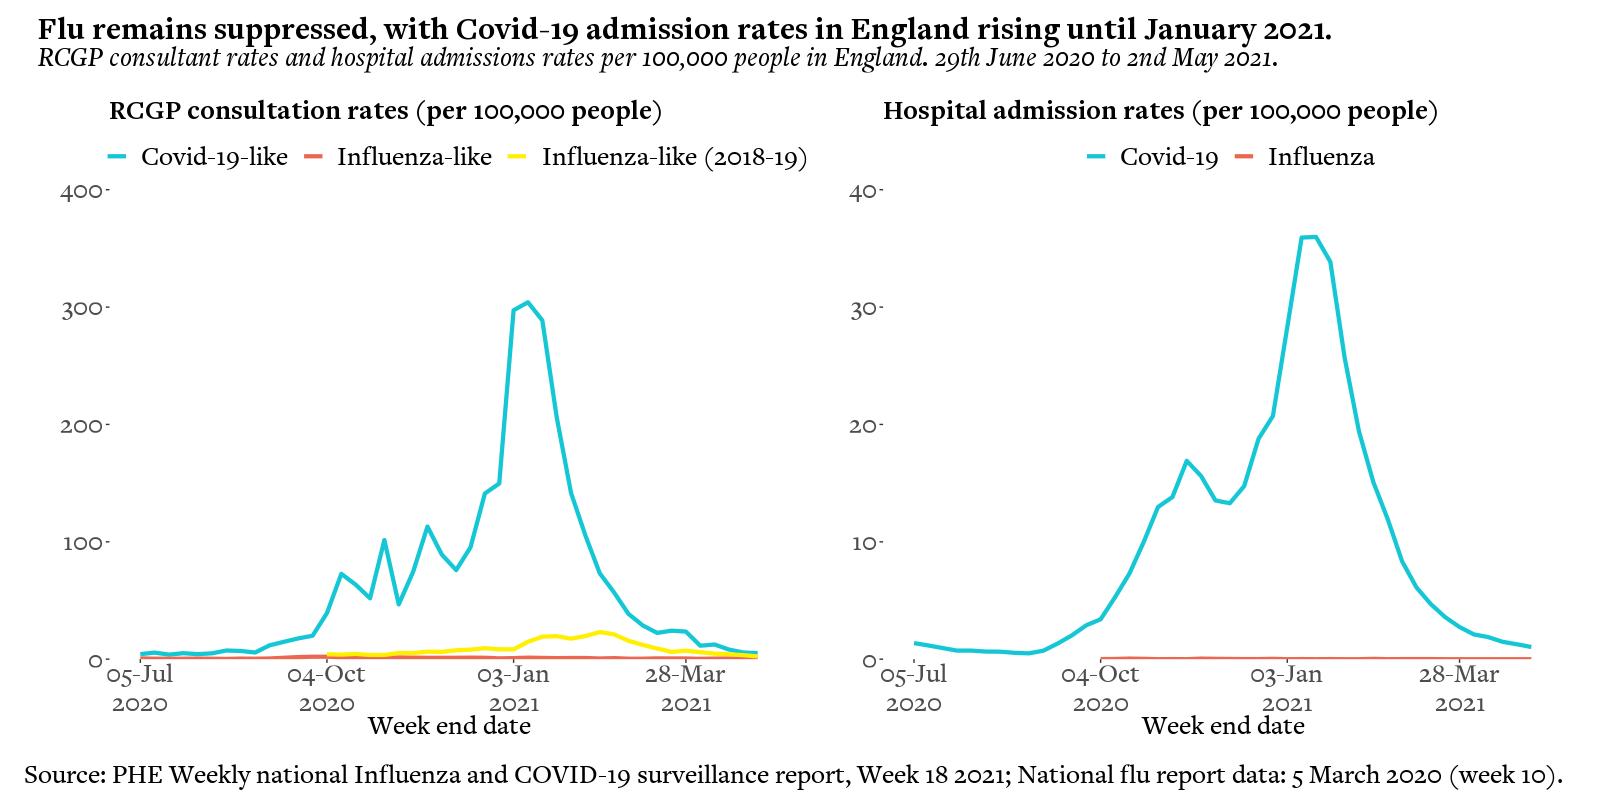 Flu remains suppressed, with Covid-19 admission rates in England rising until January 2021.
RCGP consultant rates and hospital admissions rates per 100,000 people in England. 29th June 2020 to 2nd May 2021.
RCGP consultation rates (per 100,000 people)
Covid-19-like Influenza-like Influenza-like (2018-19)
400
300
200
100
0
05-Jul 2020
04-Oct 2020
03-Jan 2021
28-Mar 2021
Week end date
Hospital admission rates (per 100,000 people)
Covid-19 Influenza
40
30
20
10
0
05-Jul 2020
04-Oct 2020
03-Jan 2021
28-Mar 2021
Week end date
Source: PHE Weekly national Influenza and COVID-19 surveillance report, Week 18 2021; National flu report data: 5 March 2020 (week 10).